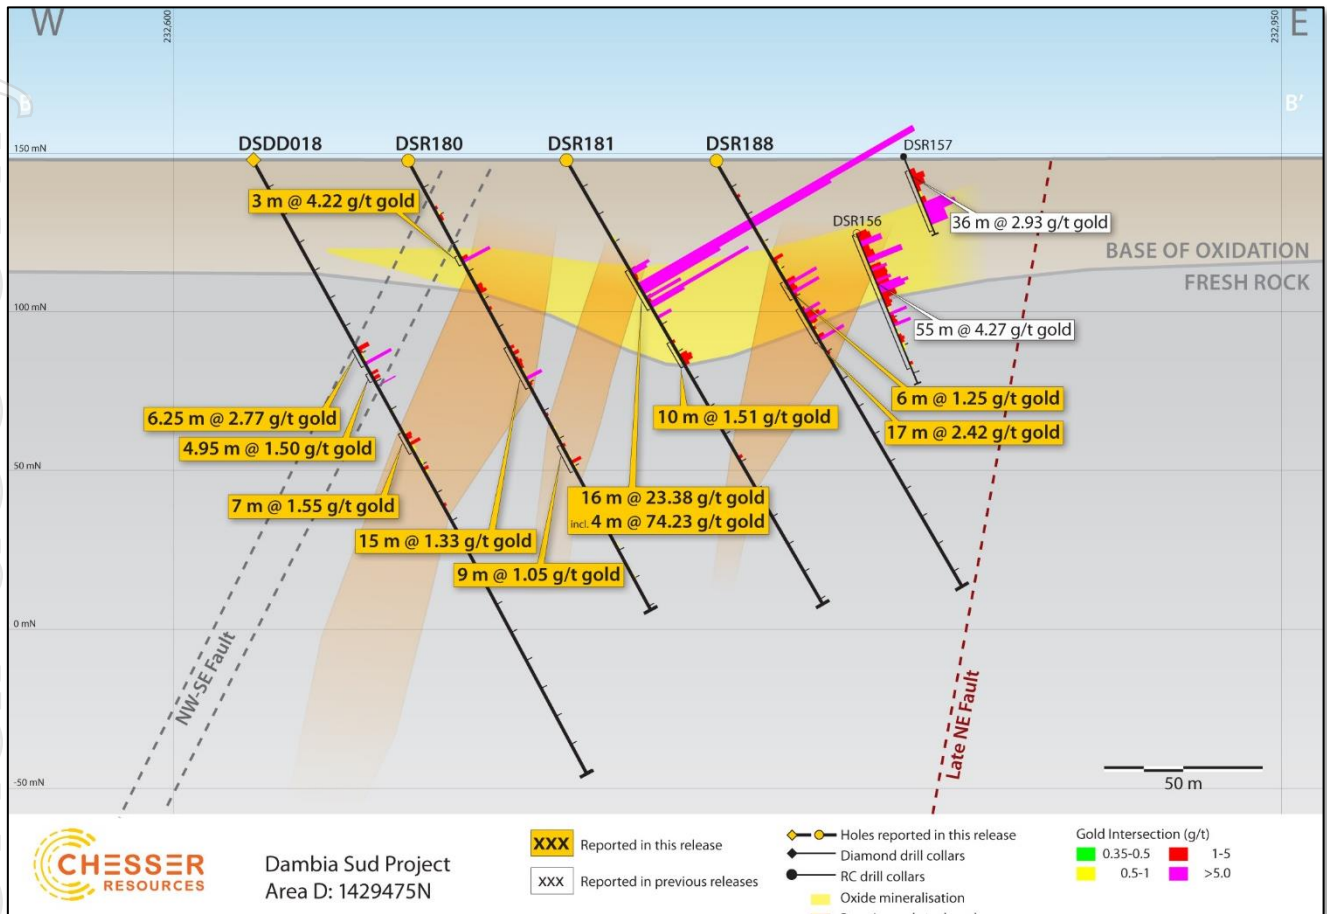 W
232,600
232,950
E
B'
150 mN
DSDD018
DSR180
DSR181
DSR188
DSR157
3 m @ 4.22 g/t gold
DSR156
36 m @ 2.93 g/t gold
BASE OF OXIDATION
FRESH ROCK
100 mN
55 m @ 4.27 g/t gold
6 m @ 1.25 g/t gold
6.25 m @ 2.77 g/t gold
10 m @ 1.51 g/t gold
17 m @ 2.42 g/t gold
4.95 m @ 1.50 g/t gold
50 mN
7 m @ 1.55 g/t gold
16 m @ 23.38 g/t gold
incl. 4 m @ 74.23 g/t gold
15 m @ 1.33 g/t gold
9 m @ 1.05 g/t gold
0 mN
NW-SE Fault
Late NE Fault
-50 mN
50 m
CHESSER
RESOURCES
Dambia Sud Project
Area D: 1429475N
XXX Reported in this release
XXX Reported in previous releases
Holes reported in this release
Diamond drill collars
RC drill collars
Oxide mineralisation
Gold Intersection (g/t)
0.35-0.5
1-5
0.5-1
>5.0